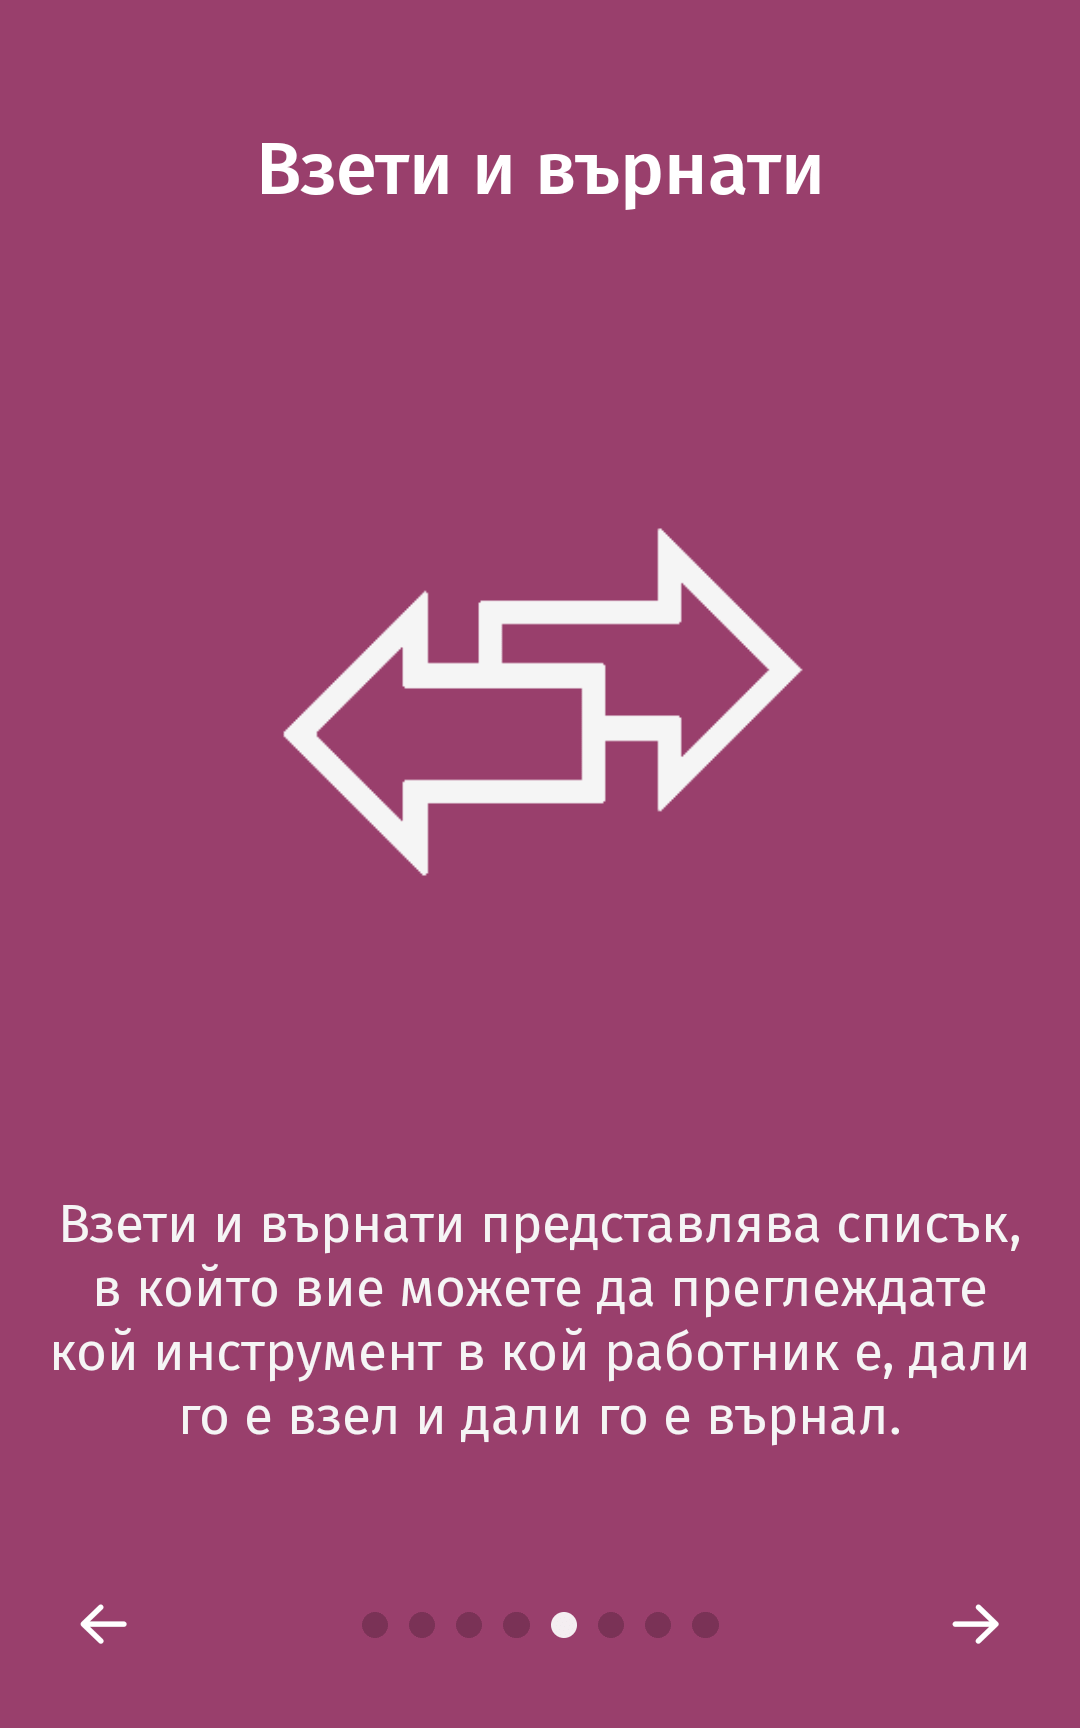 Взети и върнати
Взети и върнати представлява списък,
в който вие можете да преглеждате
кой инструмент в кой работник е, дали
го е взел и дали го е върнал.